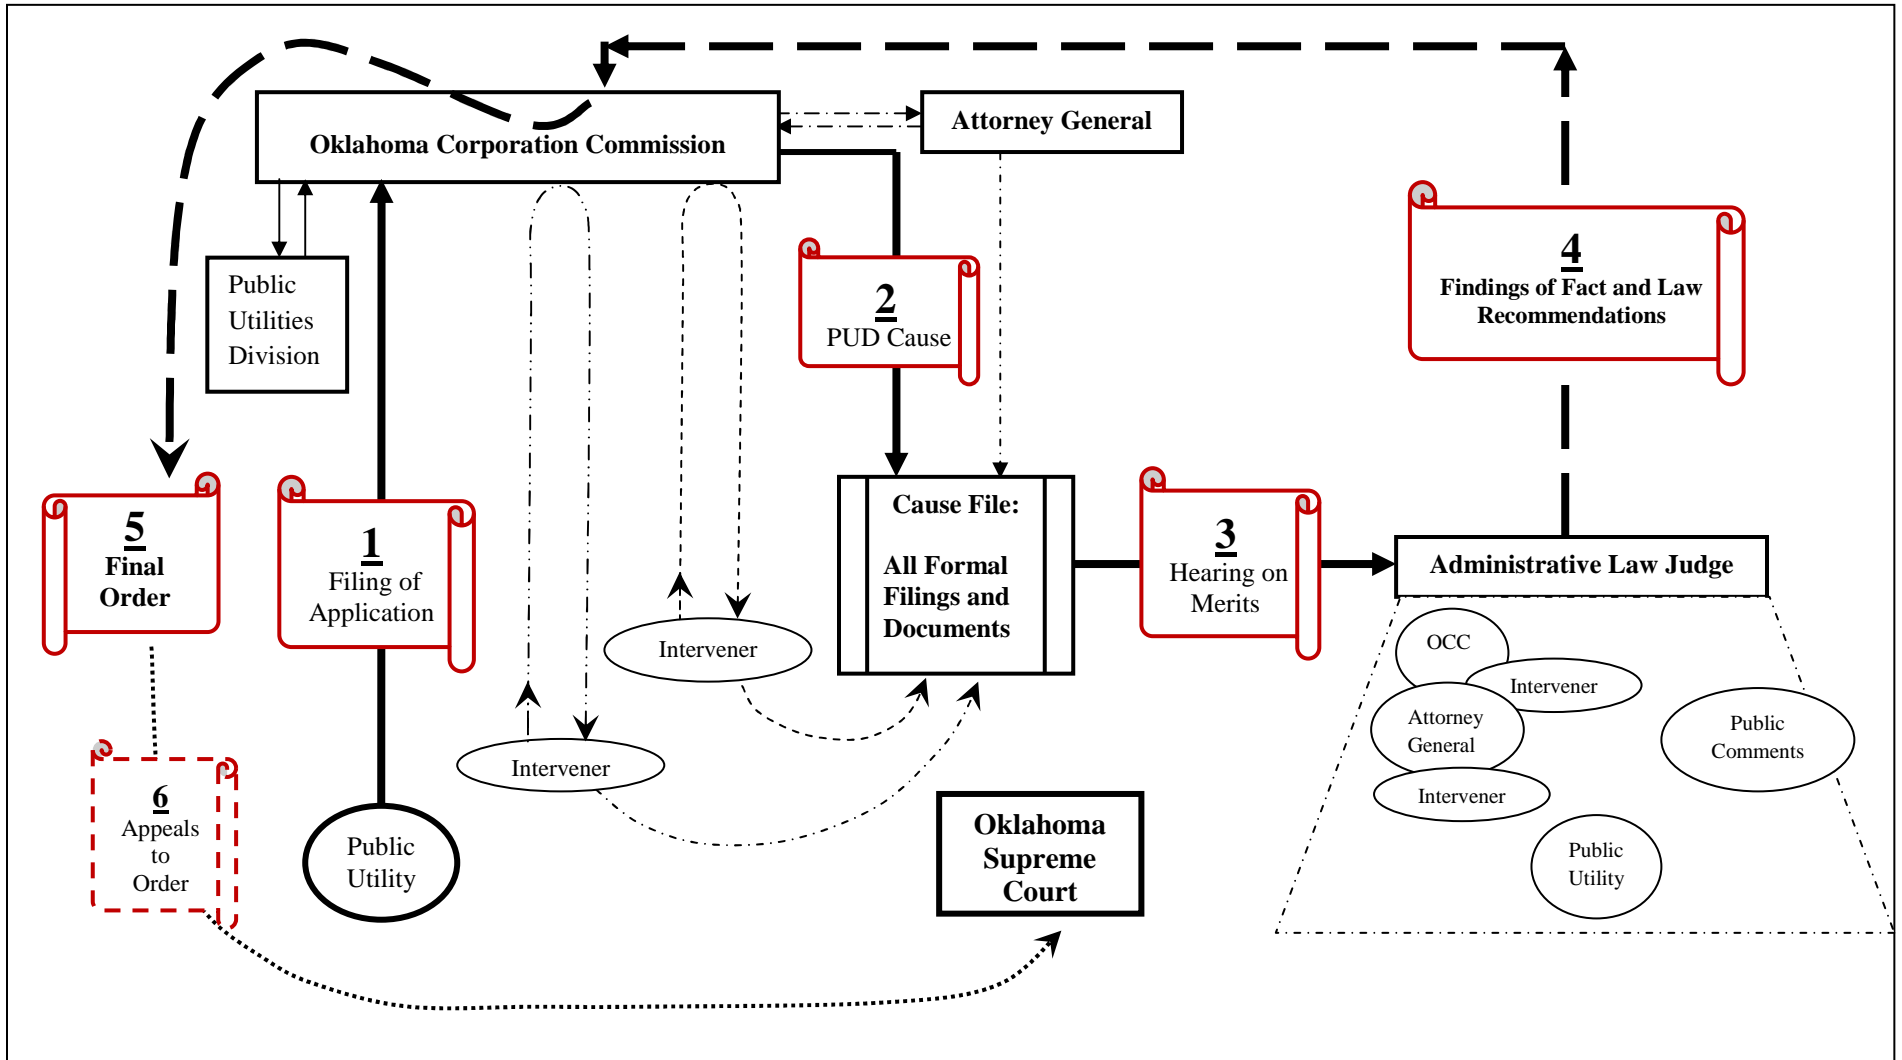 Oklahoma Corporation Commission
Attorney General
Public
Utilities
Division
2
PUD Cause
4
Findings of Fact and Law
Recommendations
5
Final
Order
1
Filing of
Application
Cause File:
All Formal
Filings and
Documents
3
Hearing on
Merits
Administrative Law Judge
Intervener
Intervener
OCC
Intervener
Attorney
General
Intervener
Public
Comments
Public
Utility
6
Appeals
to
Order
Public
Utility
Oklahoma
Supreme
Court